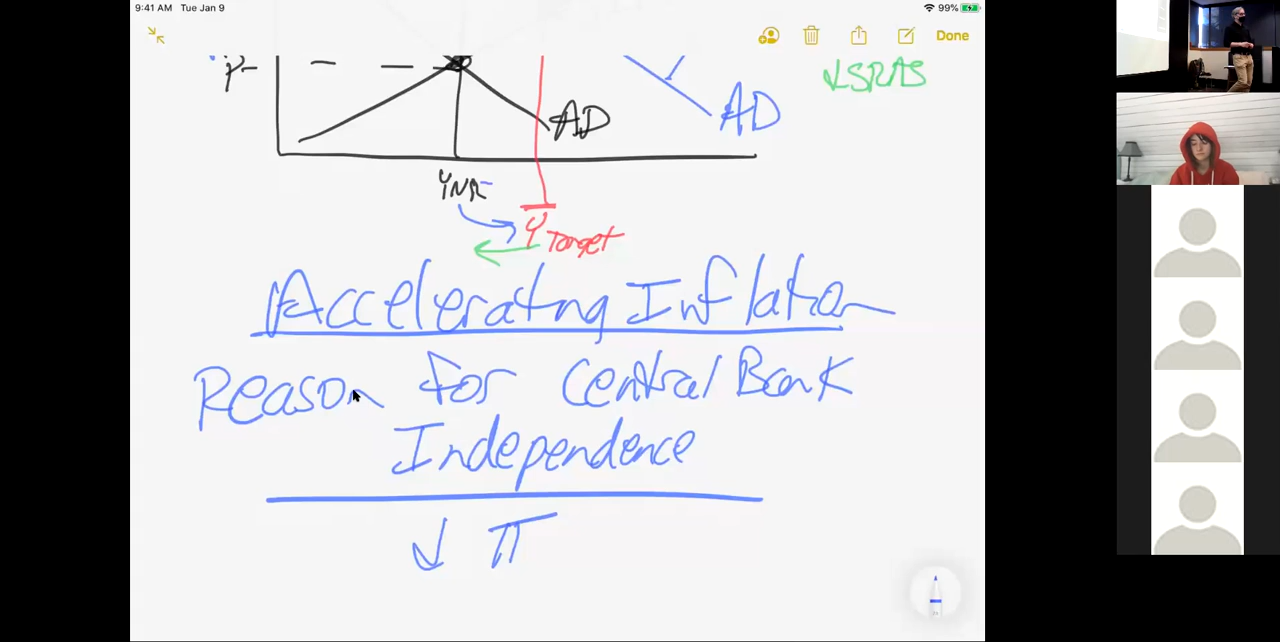 9:41 AM Tue Jan 9
99%
Done
P
↓SRAS
AD
AD
YNR
Y Target
Accelerating Inflation
Reason for Central Bank
Independence
↓ π